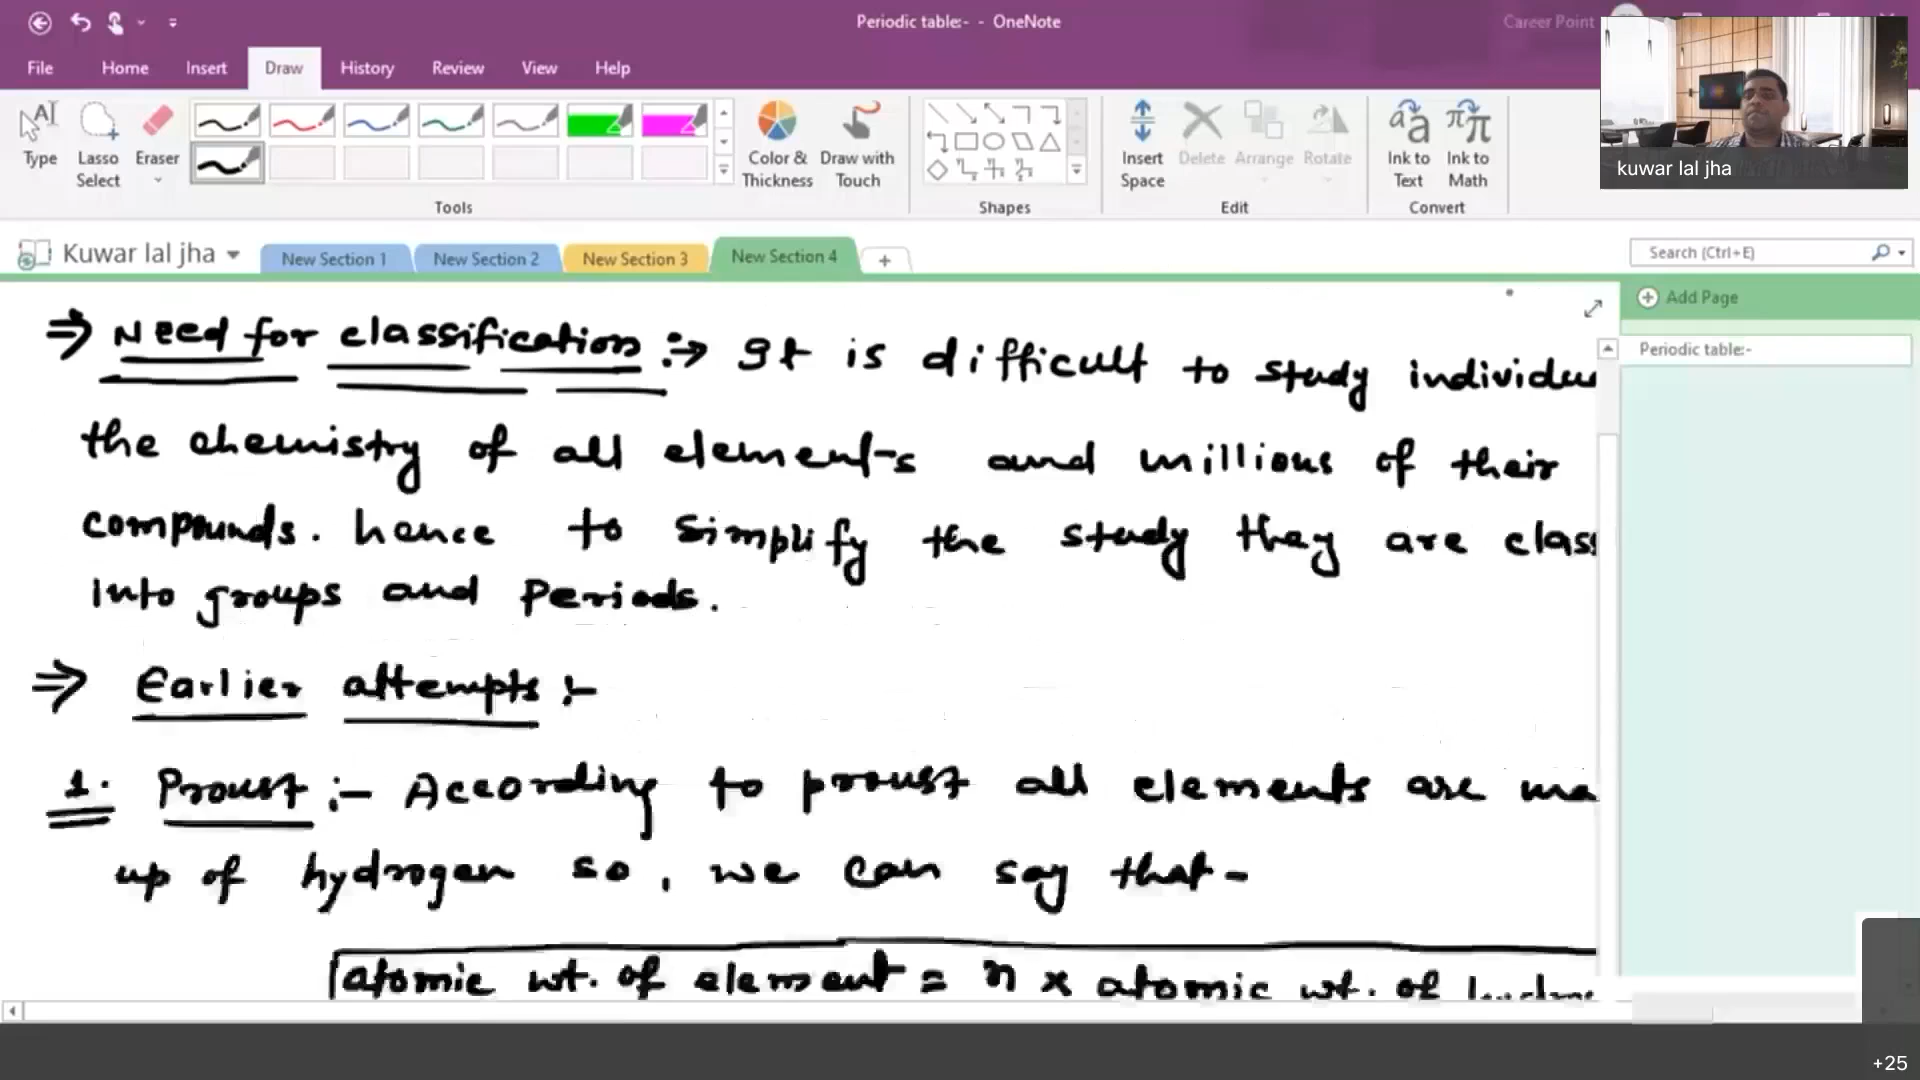 Periodic table:- - OneNote
Career Point
File Home Insert Draw History Review View Help
Type
Lasso Select
Eraser
Color & Thickness
Draw with Touch
Insert Space
Delete
Arrange
Rotate
Ink to Text
Ink to Math
Tools
Shapes
Edit
Convert
kuwar lal jha
Kuwar lal jha
New Section 1
New Section 2
New Section 3
New Section 4
Search (Ctrl+E)
Add Page
Periodic table:-
⇒ Need for classification :→ It is difficult to study individu
the chemistry of all elements and millions of their
compounds. hence to simplify the study they are class
into groups and Periods.
⇒ Earlier attempts :-
1. Proust :- According to proust all elements are ma
up of hydrogen so, we can say that -
atomic wt. of element = n x atomic wt. of
+25